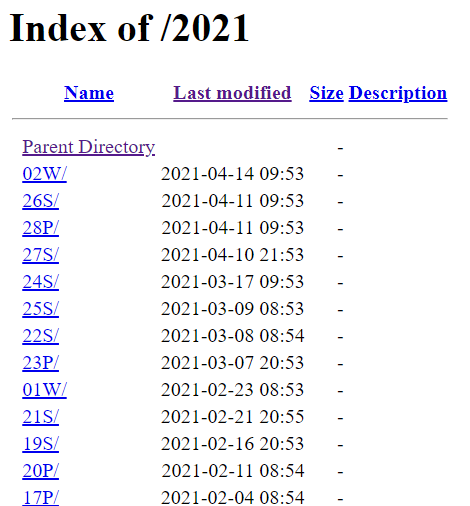 Index of /2021
Name Last modified Size Description
Parent Directory -
02W/ 2021-04-14 09:53 -
26S/ 2021-04-11 09:53 -
28P/ 2021-04-11 09:53 -
27S/ 2021-04-10 21:53 -
24S/ 2021-03-17 09:53 -
25S/ 2021-03-09 08:53 -
22S/ 2021-03-08 08:54 -
23P/ 2021-03-07 20:53 -
01W/ 2021-02-23 08:53 -
21S/ 2021-02-21 20:55 -
19S/ 2021-02-16 20:53 -
20P/ 2021-02-11 08:54 -
17P/ 2021-02-04 08:54 -